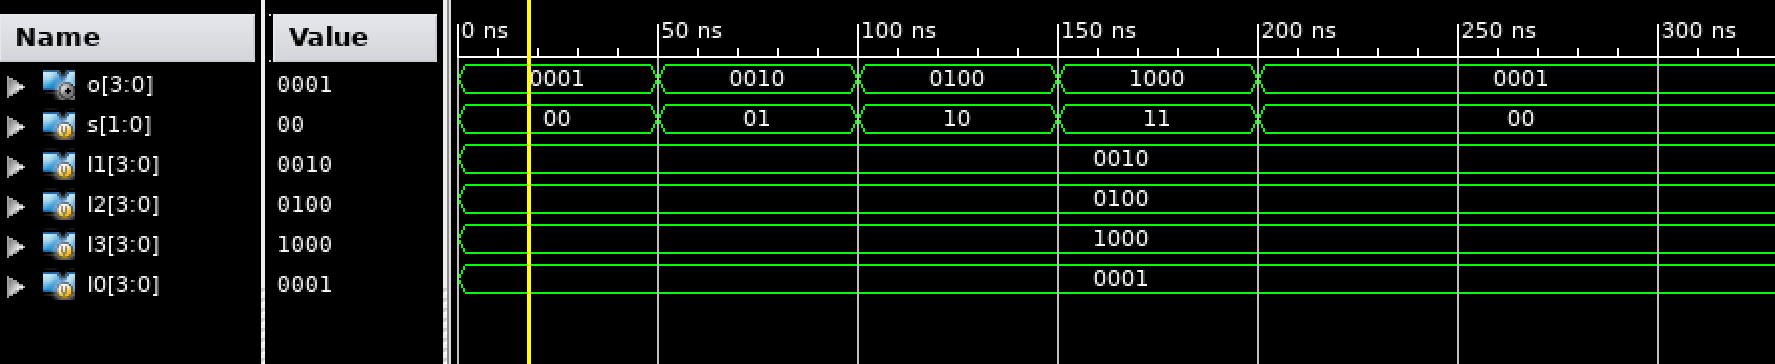 Name Value 0 ns 50 ns 100 ns 150 ns 200 ns 250 ns 300 ns
o[3:0] 0001 0001 0010 0100 1000 0001
s[1:0] 00 00 01 10 11 00
I1[3:0] 0010 0010
I2[3:0] 0100 0100
I3[3:0] 1000 1000
I0[3:0] 0001 0001